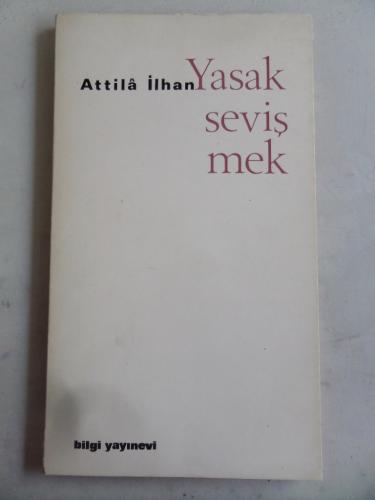 Attilâ İlhan Yasak
seviş
mek
bilgi yayınevi